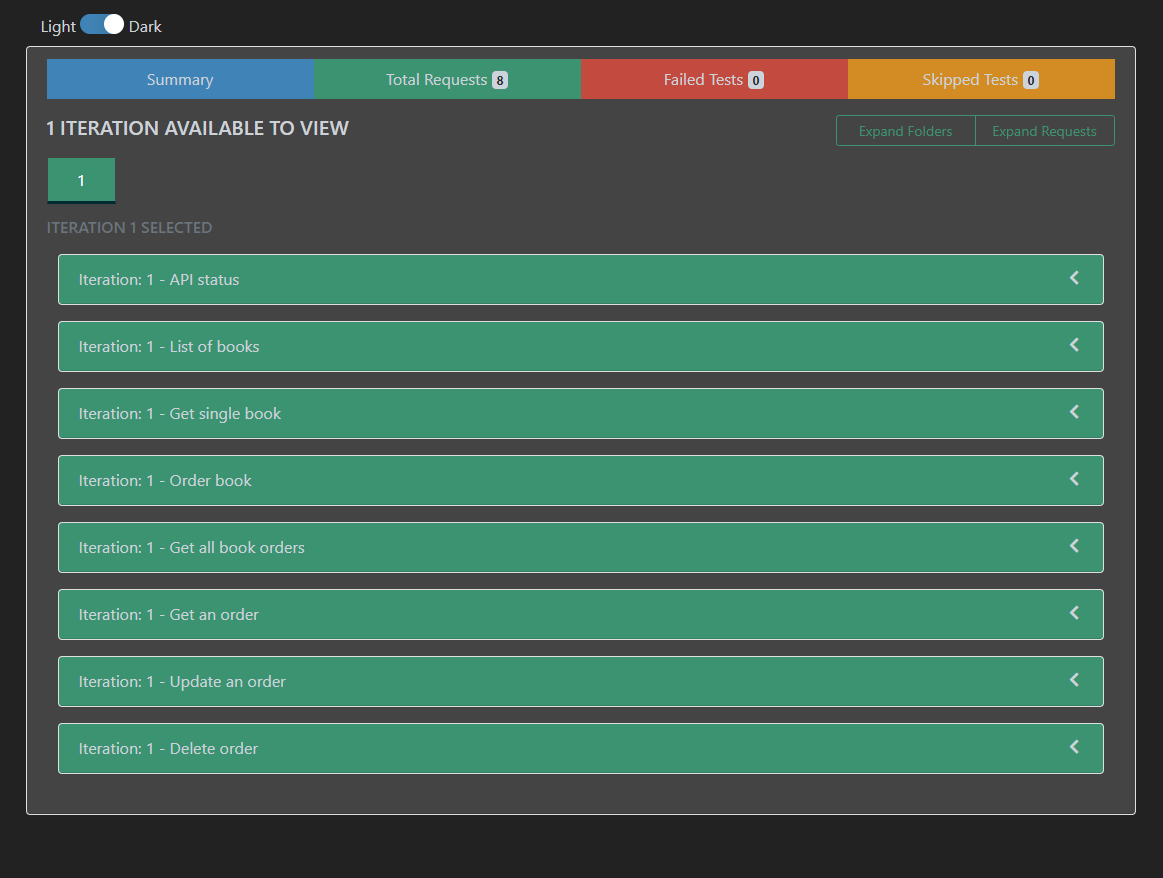 Light Dark
Summary Total Requests 8 Failed Tests 0 Skipped Tests 0
1 ITERATION AVAILABLE TO VIEW Expand Folders Expand Requests
1
ITERATION 1 SELECTED
Iteration: 1 - API status
Iteration: 1 - List of books
Iteration: 1 - Get single book
Iteration: 1 - Order book
Iteration: 1 - Get all book orders
Iteration: 1 - Get an order
Iteration: 1 - Update an order
Iteration: 1 - Delete order